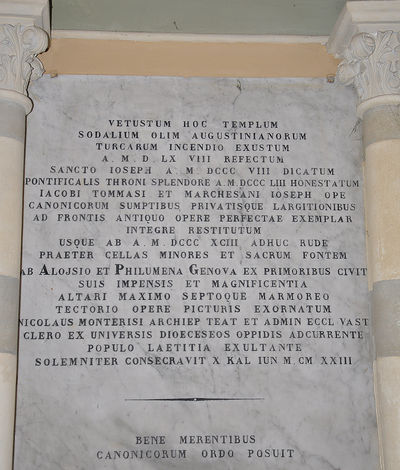 VETUSTUM HOC TEMPLUM
SODALIUM OLIM AUGUSTINIANORUM
TURCARUM INCENDIO EXUSTUM
A. M. D. LX VIII REFECTUM
SANCTO IOSEPH A. M. DCCC VIII DICATUM
PONTIFICALIS THRONI SPLENDORE A M.DCCC LIII HONESTATUM
IACOBI TOMMASI ET MARCHESANI IOSEPH OPE
CANONICORUM SUMPTIBUS PRIVATISQUE LARGITIONIBUS
AD FRONTIS ANTIQUO OPERE PERFECTAE EXEMPLAR
INTEGRE RESTITUTUM
USQUE AB A. M. DCCC XCIII ADHUC RUDE
PRAETER CELLAS MINORES ET SACRUM FONTEM
AB ALOJSIO ET PHILUMENA GENOVA EX PRIMORIBUS CIVIT
SUIS IMPENSIS ET MAGNIFICENTIA
ALTARI MAXIMO SEPTOQUE MARMOREO
TECTORIO OPERE PICTURIS EXORNATUM
NICOLAUS MONTERISI ARCHIEP TEAT ET ADMIN ECCL VAST
CLERO EX UNIVERSIS DIOECESEOS OPPIDIS ADCURRENTE
POPULO LAETITIA EXULTANTE
SOLEMNITER CONSECRAVIT X KAL IUN M CM XXIII
BENE MERENTIBUS
CANONICORUM ORDO POSUIT